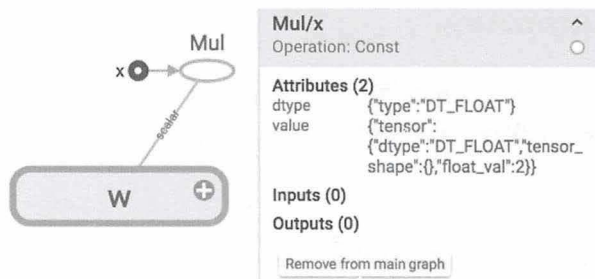 Mul
x
scalar
W
Mul/x
Operation: Const
Attributes (2)
dtype {"type":"DT_FLOAT"}
value {"tensor":
{"dtype":"DT_FLOAT","tensor_
shape":{},"float_val":2}}
Inputs (0)
Outputs (0)
Remove from main graph